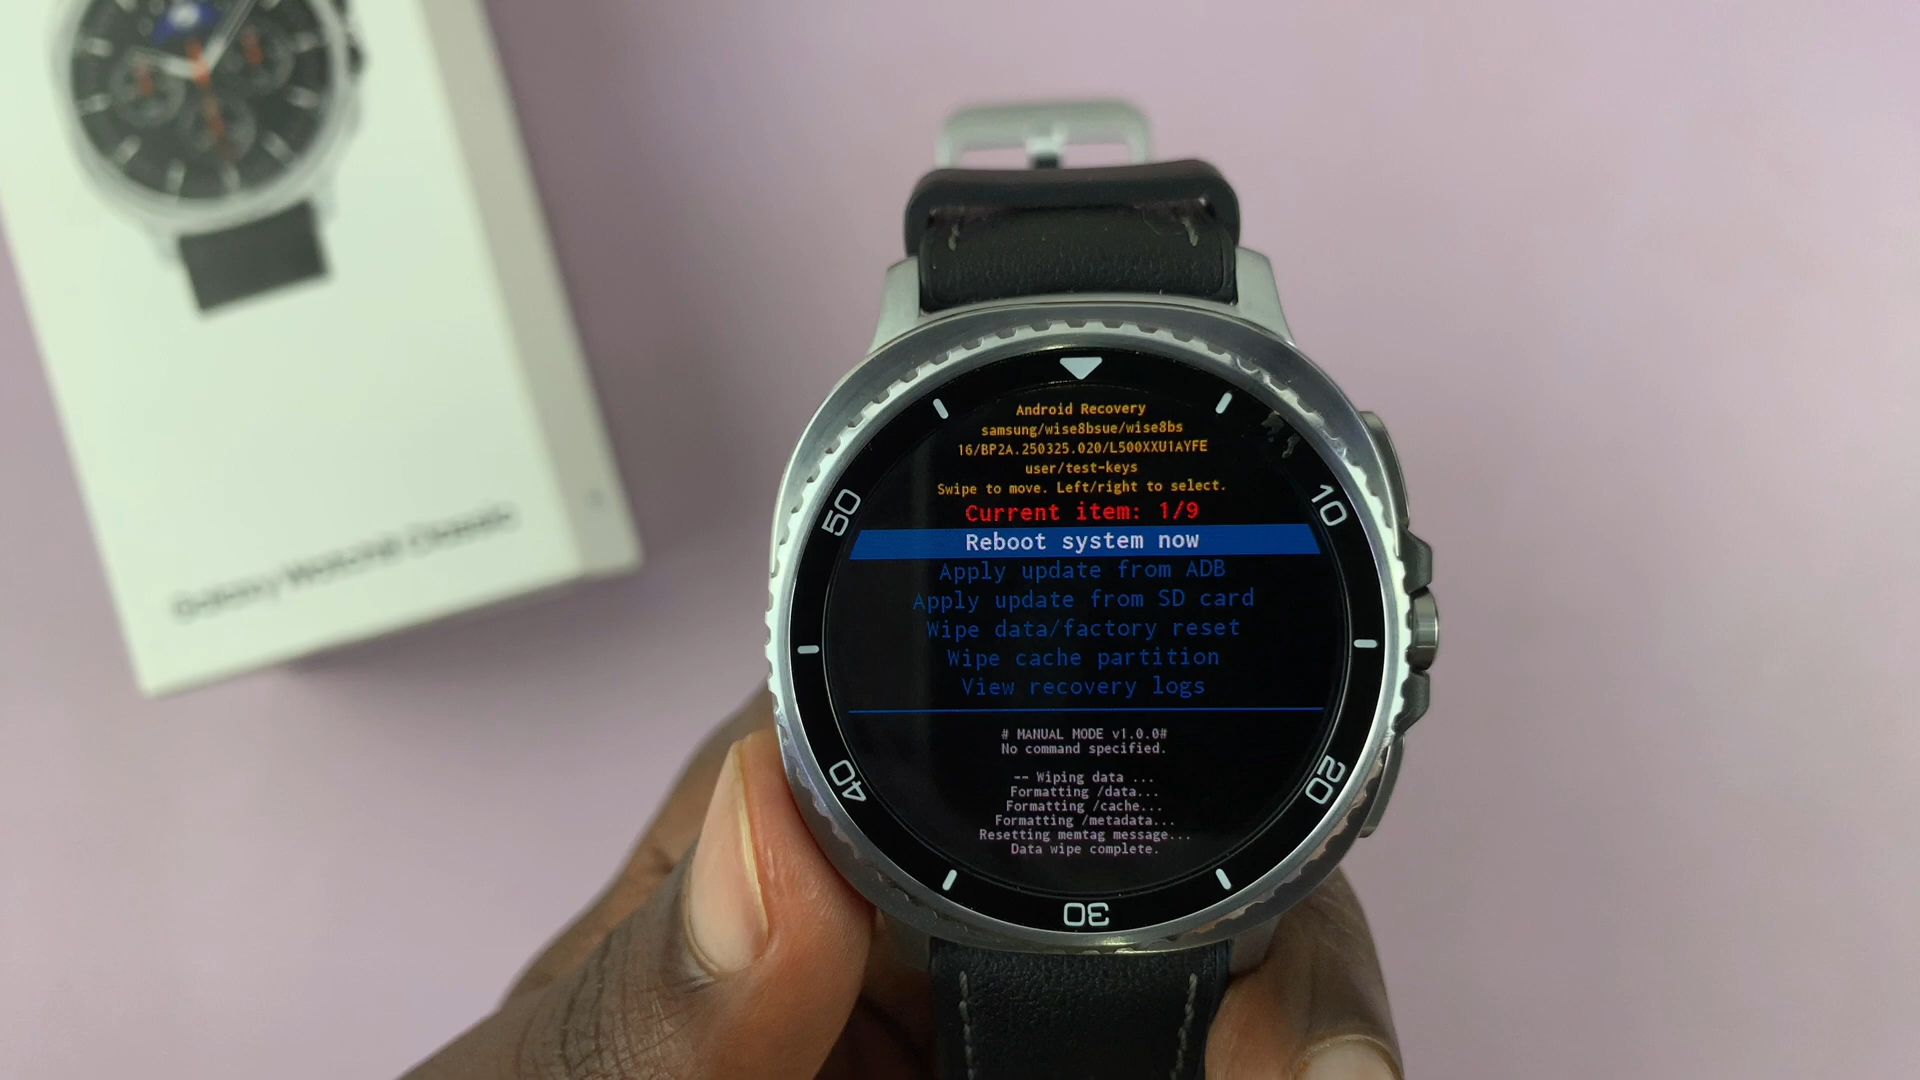 Galaxy Watch8 Classic
Android Recovery
samsung/wise8bsue/wise8bs
16/BP2A.250325.020/L500XXU1AYFE
user/test-keys
Swipe to move. Left/right to select.
Current item: 1/9
Reboot system now
Apply update from ADB
Apply update from SD card
Wipe data/factory reset
Wipe cache partition
View recovery logs
# MANUAL MODE v1.0.0#
No command specified.
-- Wiping data ...
Formatting /data...
Formatting /cache...
Formatting /metadata...
Resetting memtag message...
Data wipe complete.
10
20
30
40
50